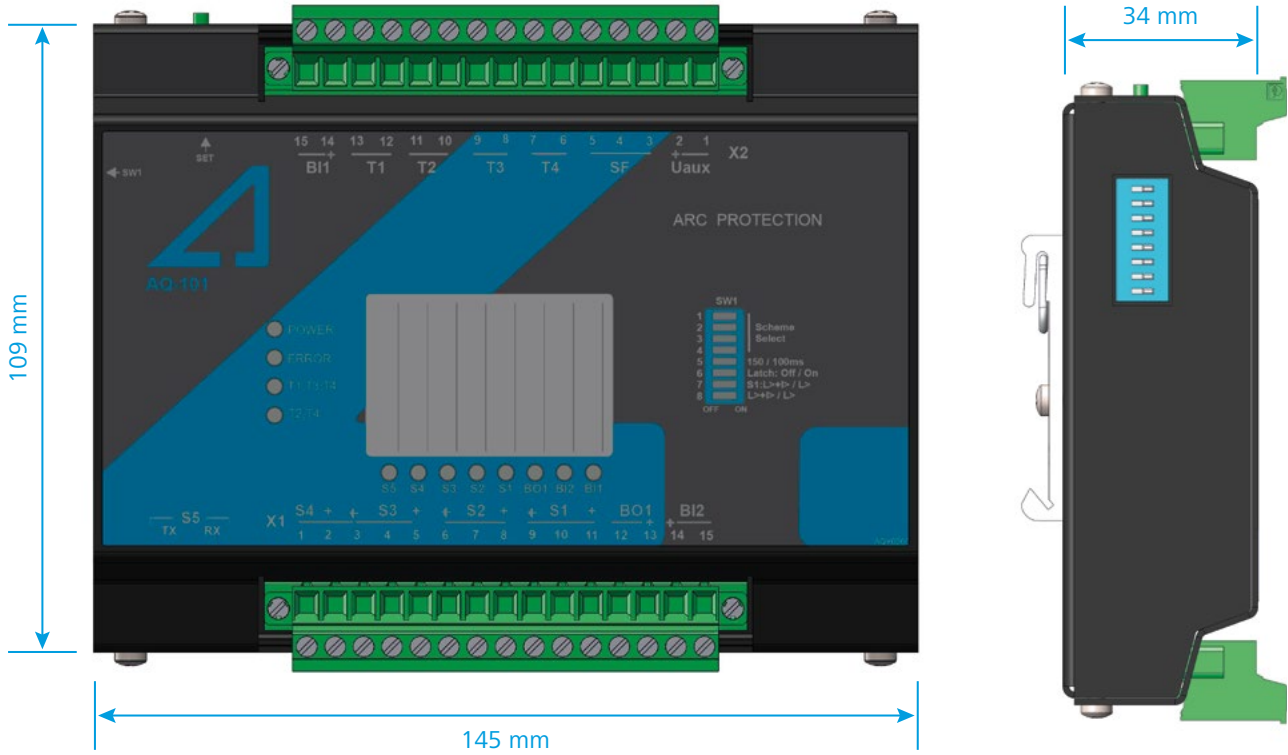 34 mm
109 mm
145 mm
15 14 13 12 11 10 9 8 7 6 5 4 3 2 1
+ +
BI1 T1 T2 T3 T4 SF Uaux X2
SET
SW1
ARC PROTECTION
AQ-101
POWER
ERROR
T2,T4
SW1
1
2 Scheme
3 Select
4
5 150 / 100ms
6 Latch: Off / On
7 S1:L>+I> / L>
8 L>+I> / L>
OFF ON
S5 S4 S3 S2 S1 BO1 BI2 BI1
S5
TX RX
X1 S4 + S3 + S2 + S1 + BO1 + + BI2
1 2 3 4 5 6 7 8 9 10 11 12 13 14 15